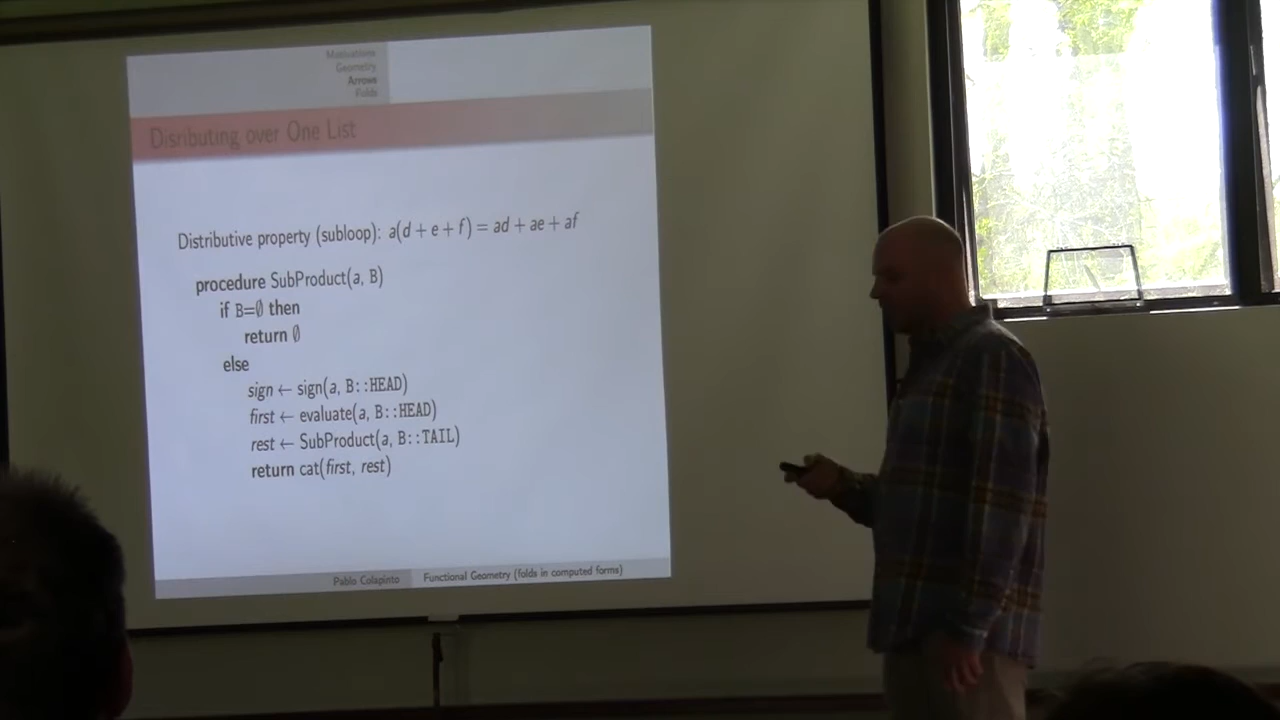 Motivations
Geometry
Arrows
Folds
Disributing over One List
Distributive property (subloop): a(d + e + f) = ad + ae + af
procedure SubProduct(a, B)
if B=∅ then
return ∅
else
sign ← sign(a, B::HEAD)
first ← evaluate(a, B::HEAD)
rest ← SubProduct(a, B::TAIL)
return cat(first, rest)
Pablo Colapinto Functional Geometry (folds in computed forms)